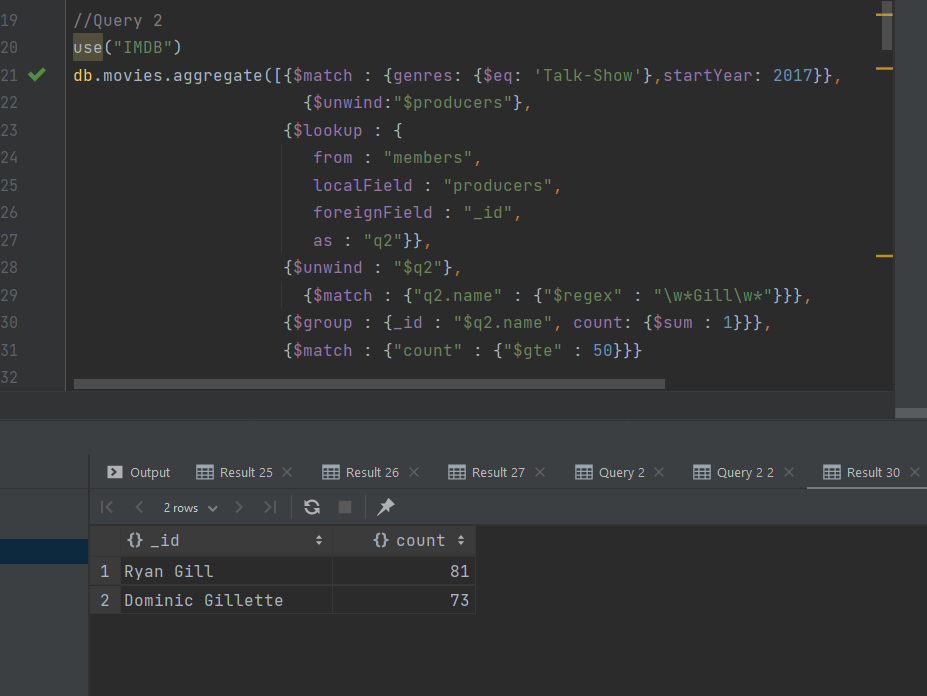 19 //Query 2
20 use("IMDB")
21 db.movies.aggregate([{$match : {genres: {$eq: 'Talk-Show'},startYear: 2017}},
22 {$unwind:"$producers"},
23 {$lookup : {
24 from : "members",
25 localField : "producers",
26 foreignField : "_id",
27 as : "q2"}},
28 {$unwind : "$q2"},
29 {$match : {"q2.name" : {"$regex" : "\w*Gill\w*"}}},
30 {$group : {_id : "$q2.name", count: {$sum : 1}}},
31 {$match : {"count" : {"$gte" : 50}}}
32
Output Result 25 Result 26 Result 27 Query 2 Query 2 2 Result 30
2 rows
{} _id {} count
1 Ryan Gill 81
2 Dominic Gillette 73